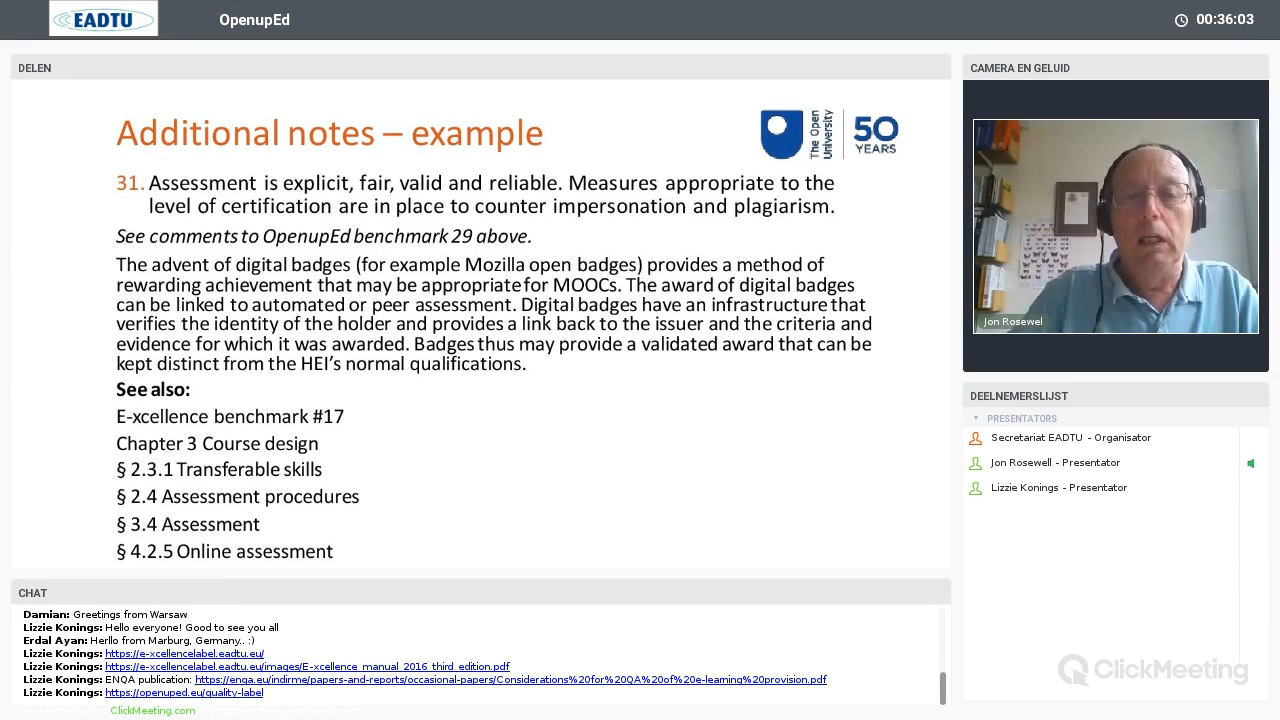 EADTU
OpenupEd
00:36:03
DELEN
Additional notes – example
The Open
University
50
YEARS
31. Assessment is explicit, fair, valid and reliable. Measures appropriate to the
level of certification are in place to counter impersonation and plagiarism.
See comments to OpenupEd benchmark 29 above.
The advent of digital badges (for example Mozilla open badges) provides a method of
rewarding achievement that may be appropriate for MOOCs. The award of digital badges
can be linked to automated or peer assessment. Digital badges have an infrastructure that
verifies the identity of the holder and provides a link back to the issuer and the criteria and
evidence for which it was awarded. Badges thus may provide a validated award that can be
kept distinct from the HEI's normal qualifications.
See also:
E-xcellence benchmark #17
Chapter 3 Course design
§ 2.3.1 Transferable skills
§ 2.4 Assessment procedures
§ 3.4 Assessment
§ 4.2.5 Online assessment
CHAT
Damian: Greetings from Warsaw
Lizzie Konings: Hello everyone! Good to see you all
Erdal Ayan: Herllo from Marburg, Germany.. :)
Lizzie Konings: https://e-xcellencelabel.eadtu.eu/
Lizzie Konings: https://e-xcellencelabel.eadtu.eu/images/E-xcellence_manual_2016_third_edition.pdf
Lizzie Konings: ENQA publication: https://enqa.eu/indirme/papers-and-reports/occasional-papers/Considerations%20for%20QA%20of%20e-learning%20provision.pdf
Lizzie Konings: https://openuped.eu/quality-label
ClickMeeting.com
CAMERA EN GELUID
Jon Rosewel
DEELNEMERSLIJST
PRESENTATORS
Secretariat EADTU - Organisator
Jon Rosewell - Presentator
Lizzie Konings - Presentator
ClickMeeting